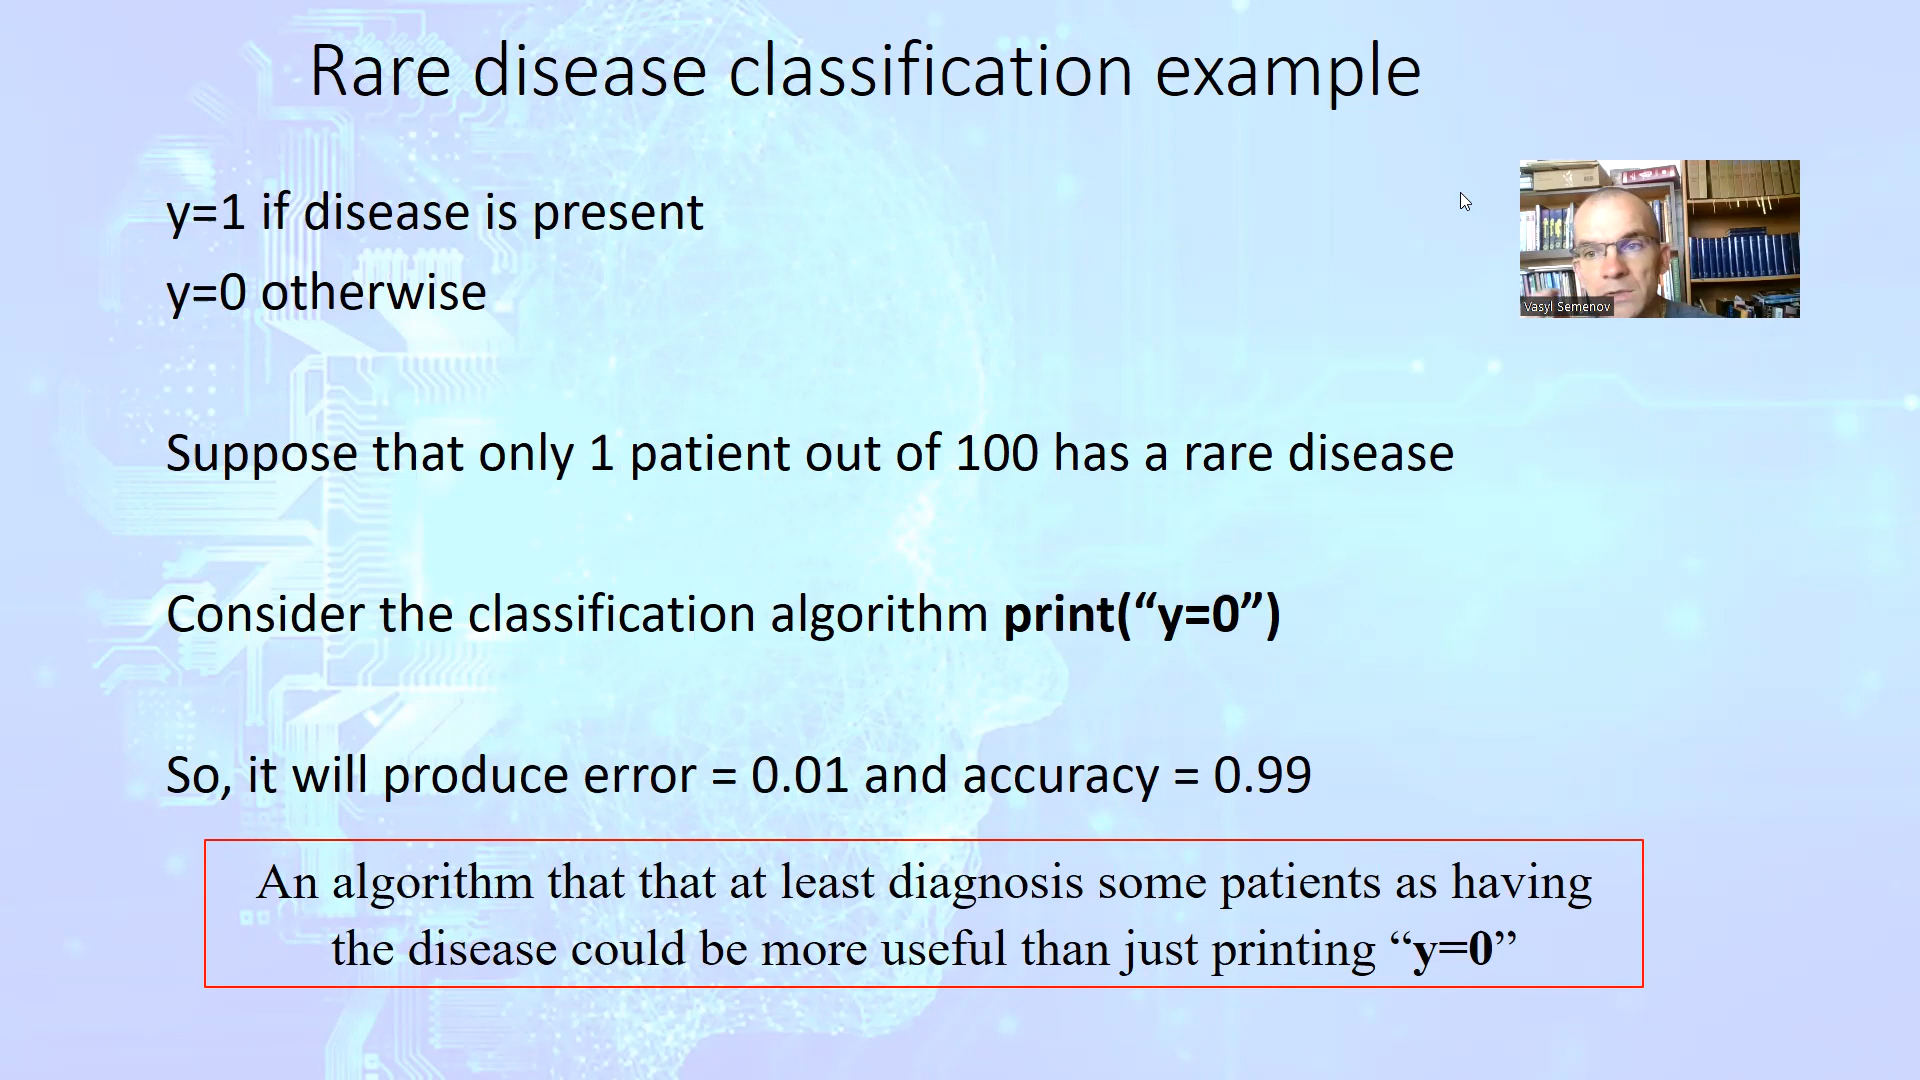 Rare disease classification example
y=1 if disease is present
y=0 otherwise
Vasyl Semenov
Suppose that only 1 patient out of 100 has a rare disease
Consider the classification algorithm print(“y=0”)
So, it will produce error = 0.01 and accuracy = 0.99
An algorithm that that at least diagnosis some patients as having
the disease could be more useful than just printing “y=0”